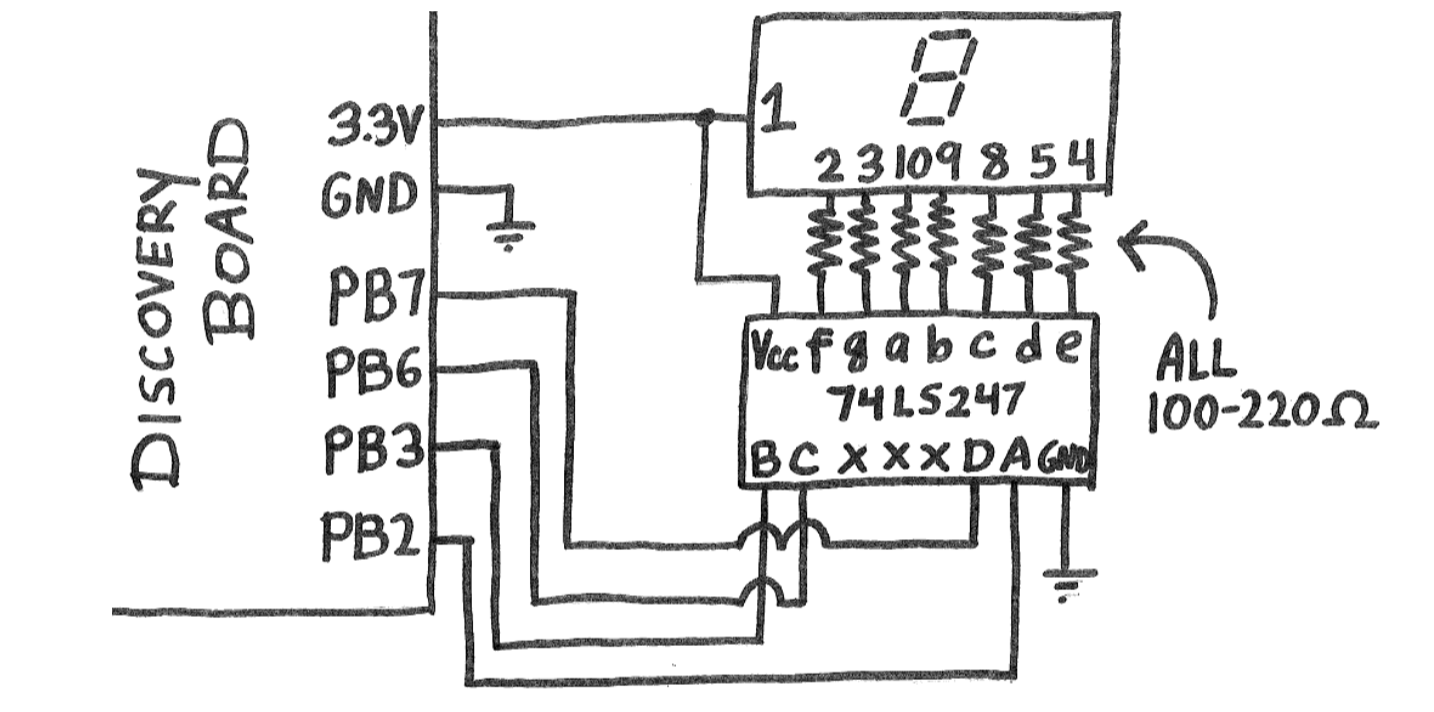 DISCOVERY
BOARD
3.3V
GND
PB7
PB6
PB3
PB2
1
2 3 10 9 8 5 4
Vcc f g a b c d e
74LS247
B C X X X D A GND
ALL
100-220Ω